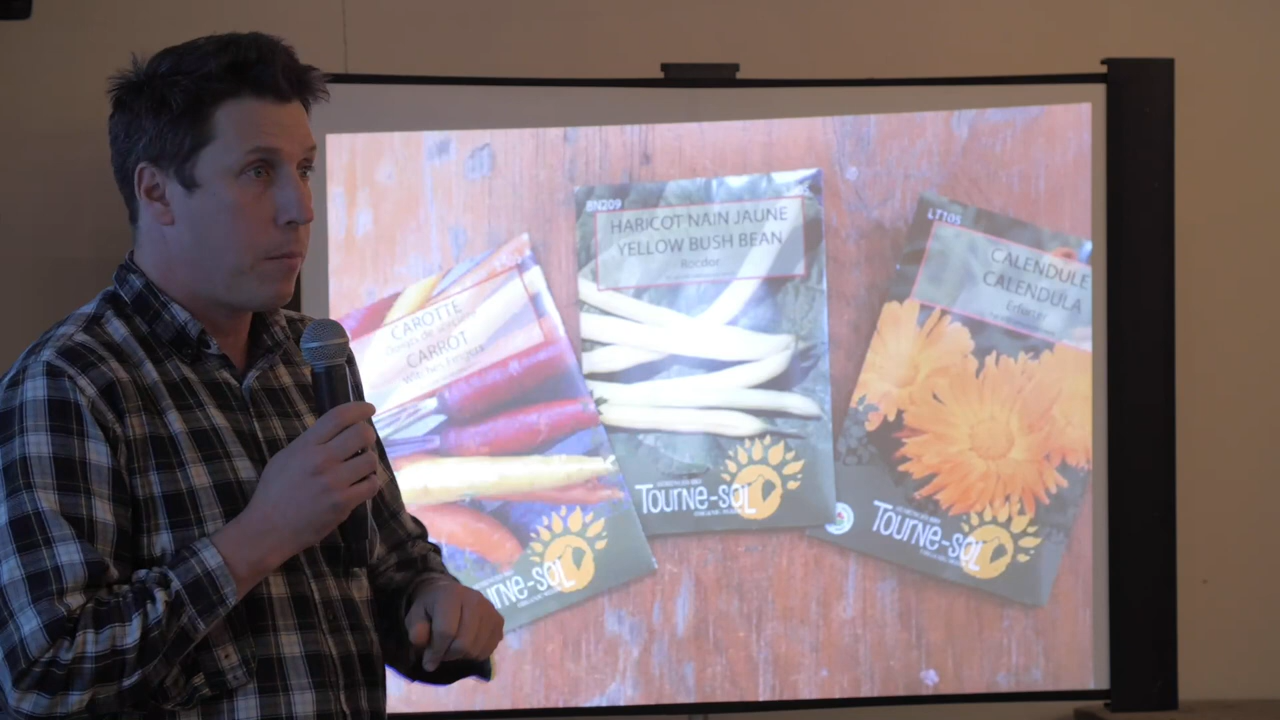 CAROTTE
CARROT
BN209
HARICOT NAIN JAUNE
YELLOW BUSH BEAN
Rocdor
TOURNE-SOL
LT105
CALENDULE
CALENDULA
Erfurter
TOURNE-SOL
URNE-SOL